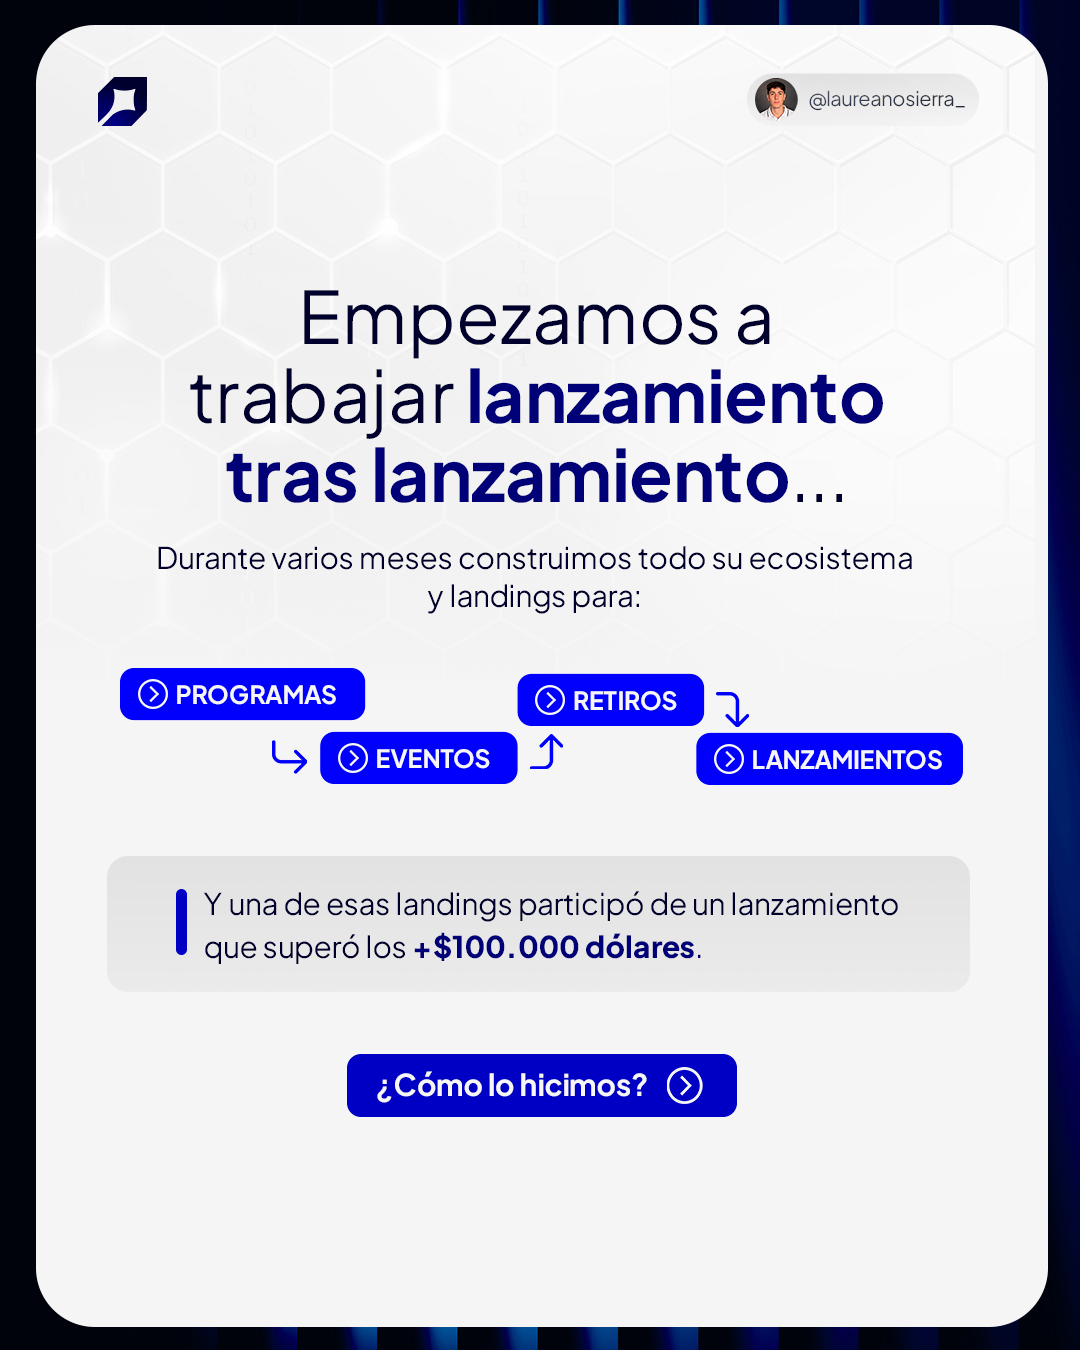 @laureanosierra_
Empezamos a
trabajar lanzamiento
tras lanzamiento...
Durante varios meses construimos todo su ecosistema
y landings para:
PROGRAMAS
EVENTOS
RETIROS
LANZAMIENTOS
Y una de esas landings participó de un lanzamiento
que superó los +$100.000 dólares.
¿Cómo lo hicimos?